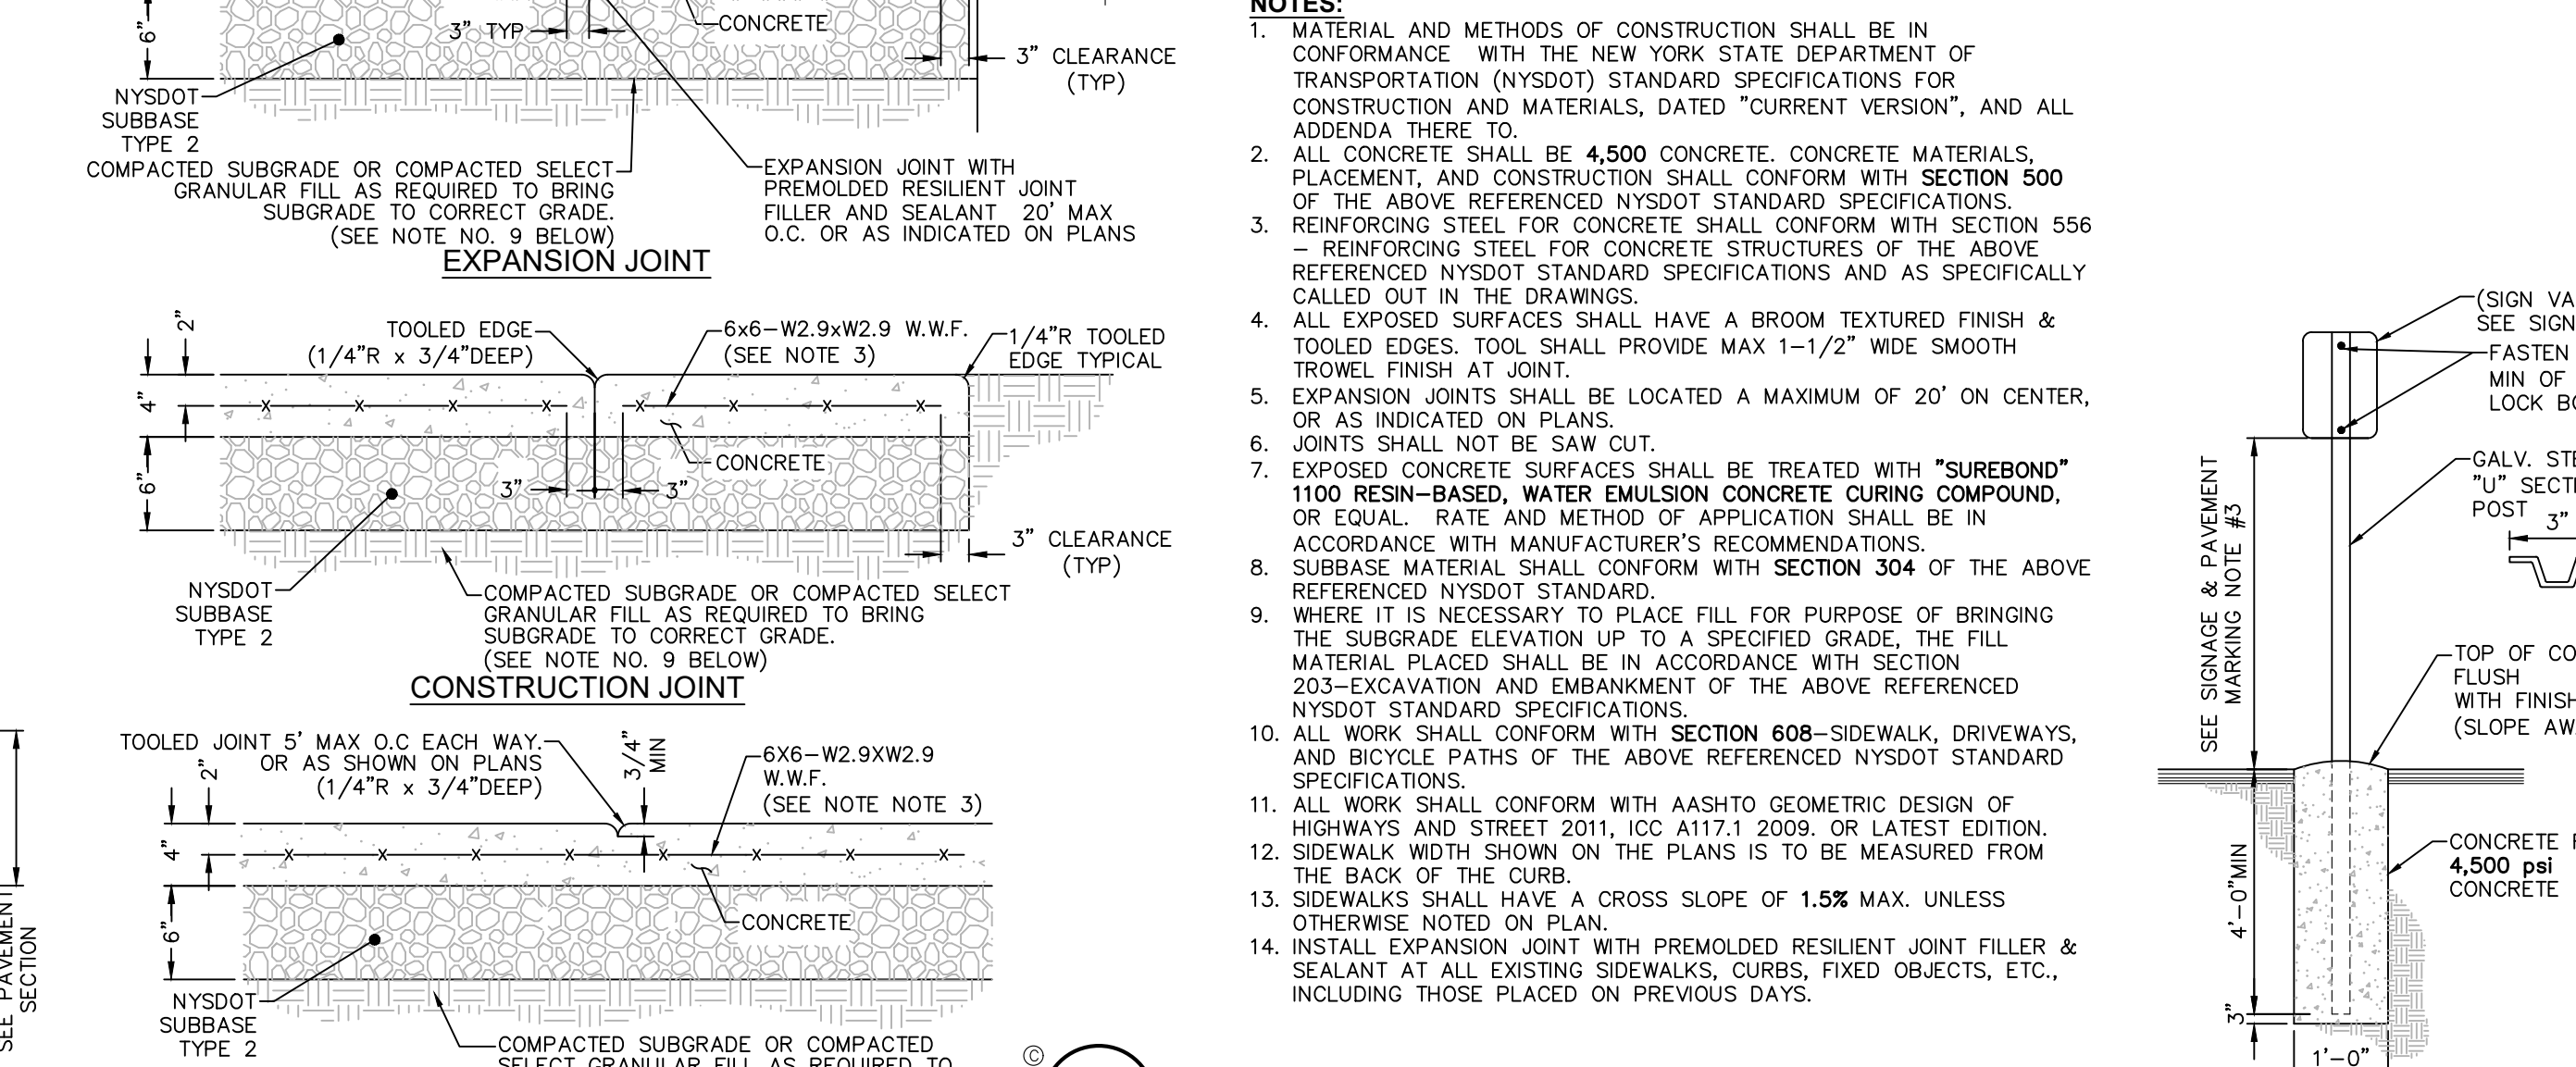 6"
3" TYP
CONCRETE
3" CLEARANCE
(TYP)
NYSDOT
SUBBASE
TYPE 2
COMPACTED SUBGRADE OR COMPACTED SELECT
GRANULAR FILL AS REQUIRED TO BRING
SUBGRADE TO CORRECT GRADE.
(SEE NOTE NO. 9 BELOW)
EXPANSION JOINT WITH
PREMOLDED RESILIENT JOINT
FILLER AND SEALANT 20' MAX
O.C. OR AS INDICATED ON PLANS
EXPANSION JOINT
2"
4"
6"
TOOLED EDGE
(1/4"R x 3/4"DEEP)
6x6-W2.9xW2.9 W.W.F.
(SEE NOTE 3)
1/4"R TOOLED
EDGE TYPICAL
CONCRETE
3"
3"
3" CLEARANCE
(TYP)
NYSDOT
SUBBASE
TYPE 2
COMPACTED SUBGRADE OR COMPACTED SELECT
GRANULAR FILL AS REQUIRED TO BRING
SUBGRADE TO CORRECT GRADE.
(SEE NOTE NO. 9 BELOW)
CONSTRUCTION JOINT
TOOLED JOINT 5' MAX O.C EACH WAY.
OR AS SHOWN ON PLANS
(1/4"R x 3/4"DEEP)
2"
4"
6"
3/4"
MIN
6X6-W2.9XW2.9
W.W.F.
(SEE NOTE NOTE 3)
CONCRETE
NYSDOT
SUBBASE
TYPE 2
COMPACTED SUBGRADE OR COMPACTED
SELECT GRANULAR FILL AS REQUIRED TO
SEE PAVEMENT
SECTION
©
NOTES:
1. MATERIAL AND METHODS OF CONSTRUCTION SHALL BE IN
CONFORMANCE WITH THE NEW YORK STATE DEPARTMENT OF
TRANSPORTATION (NYSDOT) STANDARD SPECIFICATIONS FOR
CONSTRUCTION AND MATERIALS, DATED "CURRENT VERSION", AND ALL
ADDENDA THERE TO.
2. ALL CONCRETE SHALL BE 4,500 CONCRETE. CONCRETE MATERIALS,
PLACEMENT, AND CONSTRUCTION SHALL CONFORM WITH SECTION 500
OF THE ABOVE REFERENCED NYSDOT STANDARD SPECIFICATIONS.
3. REINFORCING STEEL FOR CONCRETE SHALL CONFORM WITH SECTION 556
- REINFORCING STEEL FOR CONCRETE STRUCTURES OF THE ABOVE
REFERENCED NYSDOT STANDARD SPECIFICATIONS AND AS SPECIFICALLY
CALLED OUT IN THE DRAWINGS.
4. ALL EXPOSED SURFACES SHALL HAVE A BROOM TEXTURED FINISH &
TOOLED EDGES. TOOL SHALL PROVIDE MAX 1-1/2" WIDE SMOOTH
TROWEL FINISH AT JOINT.
5. EXPANSION JOINTS SHALL BE LOCATED A MAXIMUM OF 20' ON CENTER,
OR AS INDICATED ON PLANS.
6. JOINTS SHALL NOT BE SAW CUT.
7. EXPOSED CONCRETE SURFACES SHALL BE TREATED WITH "SUREBOND"
1100 RESIN-BASED, WATER EMULSION CONCRETE CURING COMPOUND,
OR EQUAL. RATE AND METHOD OF APPLICATION SHALL BE IN
ACCORDANCE WITH MANUFACTURER'S RECOMMENDATIONS.
8. SUBBASE MATERIAL SHALL CONFORM WITH SECTION 304 OF THE ABOVE
REFERENCED NYSDOT STANDARD.
9. WHERE IT IS NECESSARY TO PLACE FILL FOR PURPOSE OF BRINGING
THE SUBGRADE ELEVATION UP TO A SPECIFIED GRADE, THE FILL
MATERIAL PLACED SHALL BE IN ACCORDANCE WITH SECTION
203-EXCAVATION AND EMBANKMENT OF THE ABOVE REFERENCED
NYSDOT STANDARD SPECIFICATIONS.
10. ALL WORK SHALL CONFORM WITH SECTION 608-SIDEWALK, DRIVEWAYS,
AND BICYCLE PATHS OF THE ABOVE REFERENCED NYSDOT STANDARD
SPECIFICATIONS.
11. ALL WORK SHALL CONFORM WITH AASHTO GEOMETRIC DESIGN OF
HIGHWAYS AND STREET 2011, ICC A117.1 2009. OR LATEST EDITION.
12. SIDEWALK WIDTH SHOWN ON THE PLANS IS TO BE MEASURED FROM
THE BACK OF THE CURB.
13. SIDEWALKS SHALL HAVE A CROSS SLOPE OF 1.5% MAX. UNLESS
OTHERWISE NOTED ON PLAN.
14. INSTALL EXPANSION JOINT WITH PREMOLDED RESILIENT JOINT FILLER &
SEALANT AT ALL EXISTING SIDEWALKS, CURBS, FIXED OBJECTS, ETC.,
INCLUDING THOSE PLACED ON PREVIOUS DAYS.
(SIGN VA
SEE SIGN
FASTEN
MIN OF
LOCK BO
GALV. STE
"U" SECTI
POST
3"
SEE SIGNAGE & PAVEMENT
MARKING NOTE #3
TOP OF CO
FLUSH
WITH FINISH
(SLOPE AW
4'-0"MIN
CONCRETE
4,500 psi
CONCRETE
3"
1'-0"